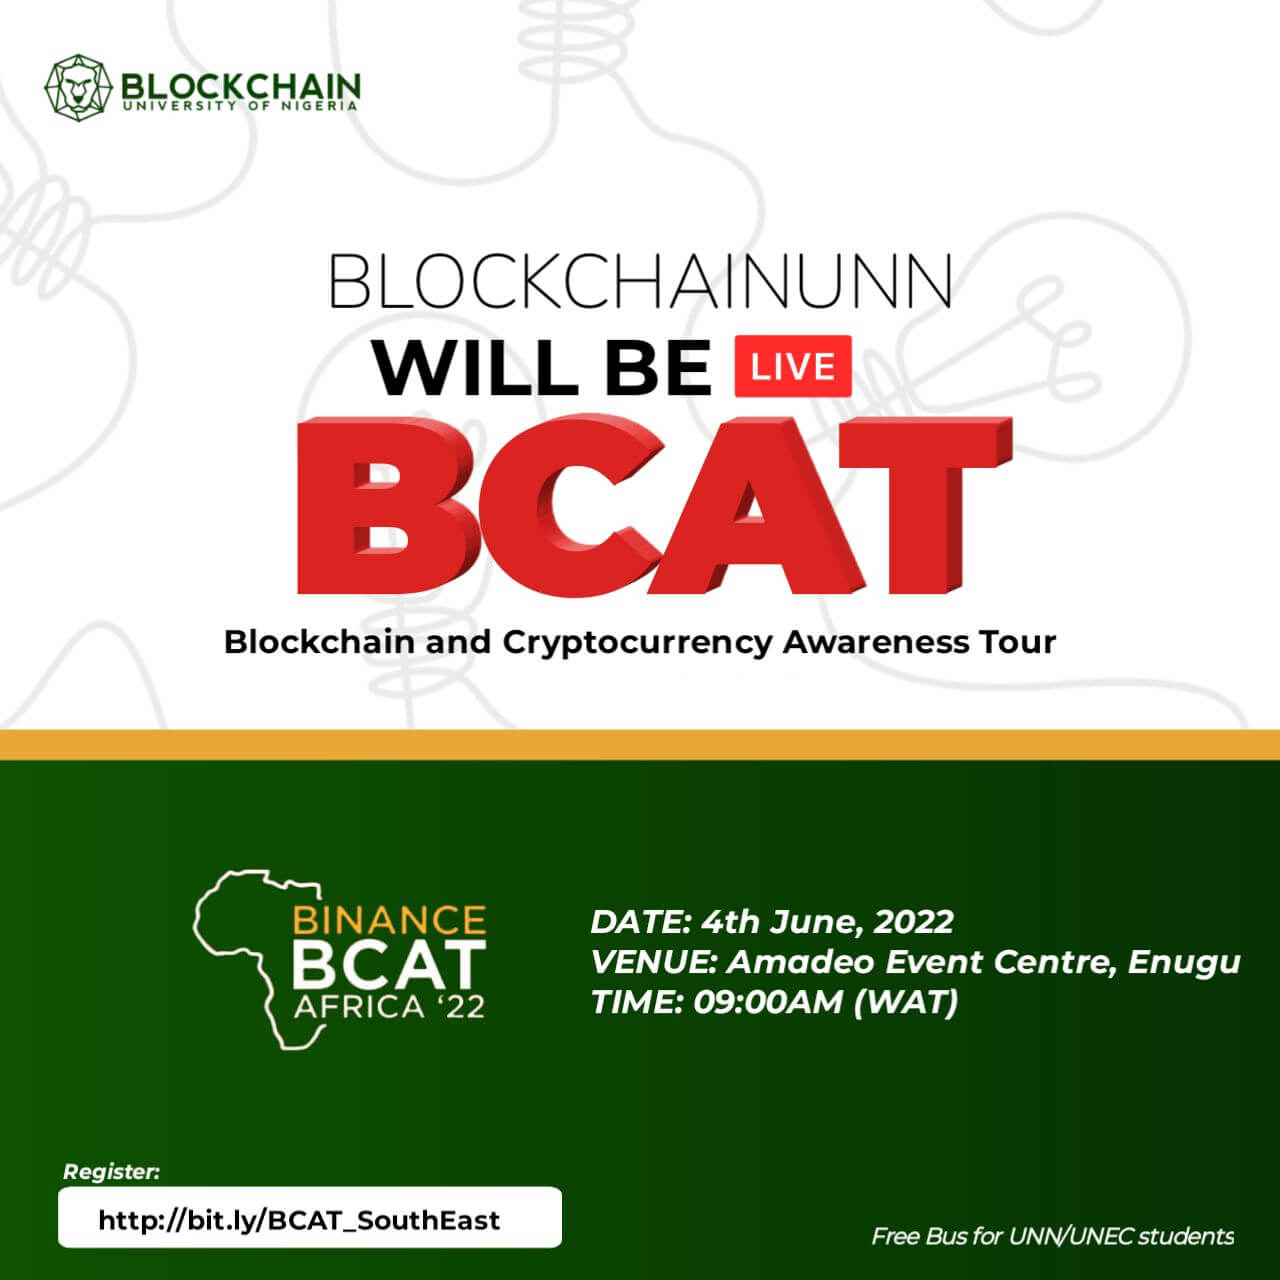 BLOCKCHAIN
UNIVERSITY OF NIGERIA
BLOCKCHAINUNN
WILL BE LIVE
BCAT
Blockchain and Cryptocurrency Awareness Tour
BINANCE
BCAT
AFRICA ‘22
DATE: 4th June, 2022
VENUE: Amadeo Event Centre, Enugu
TIME: 09:00AM (WAT)
Register:
http://bit.ly/BCAT_SouthEast
Free Bus for UNN/UNEC students